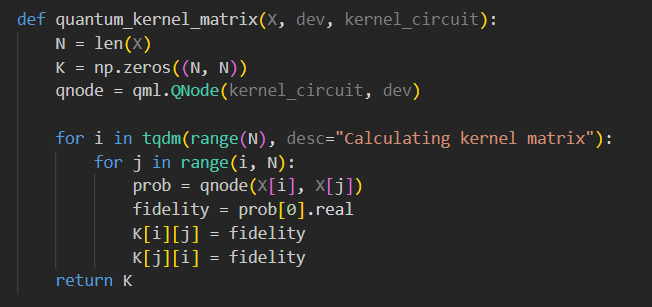 def quantum_kernel_matrix(X, dev, kernel_circuit):
    N = len(X)
    K = np.zeros((N, N))
    qnode = qml.QNode(kernel_circuit, dev)

    for i in tqdm(range(N), desc="Calculating kernel matrix"):
        for j in range(i, N):
            prob = qnode(X[i], X[j])
            fidelity = prob[0].real
            K[i][j] = fidelity
            K[j][i] = fidelity
    return K